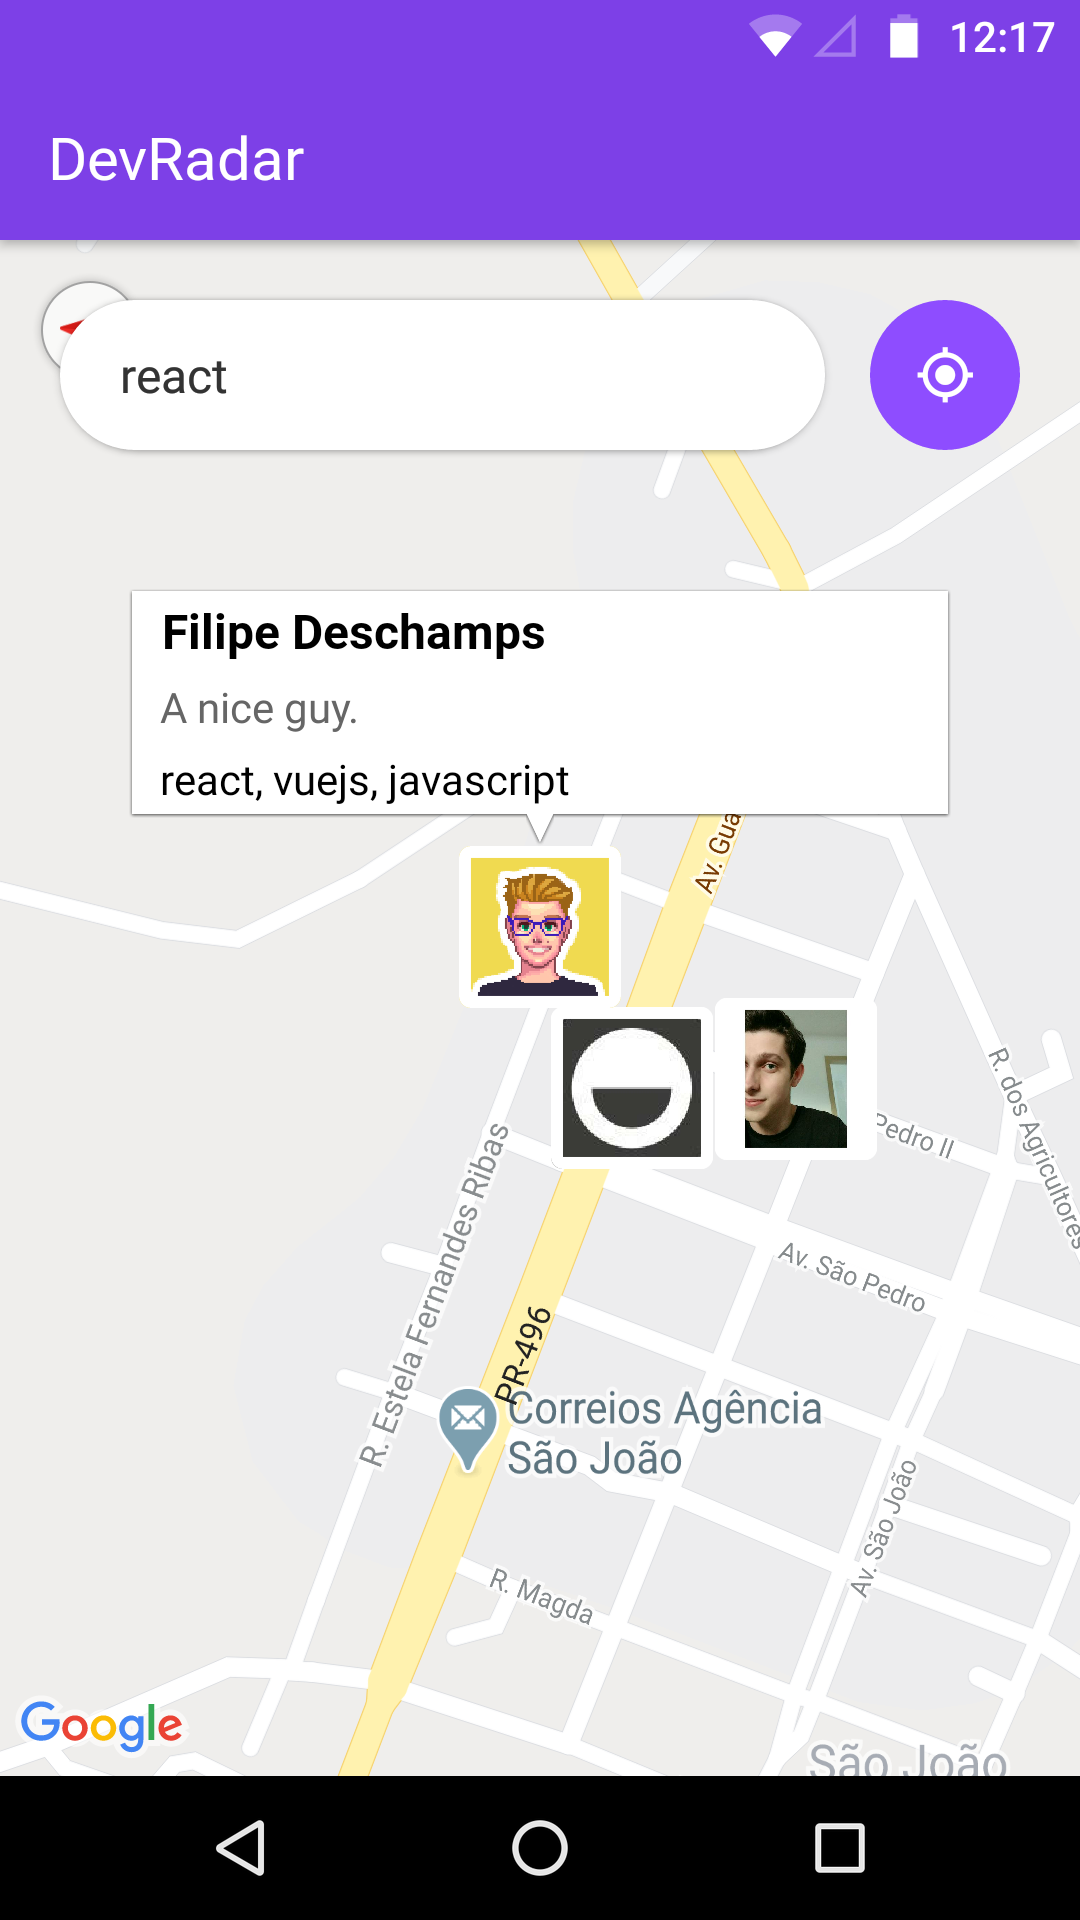 12:17
DevRadar
react
Filipe Deschamps
A nice guy.
react, vuejs, javascript
Av. Gua
R. dos Agricultores
Pedro II
R. Estela Fernandes Ribas
Av. São Pedro
PR-496
Correios Agência
São João
Av. São João
R. Magda
Google
São João